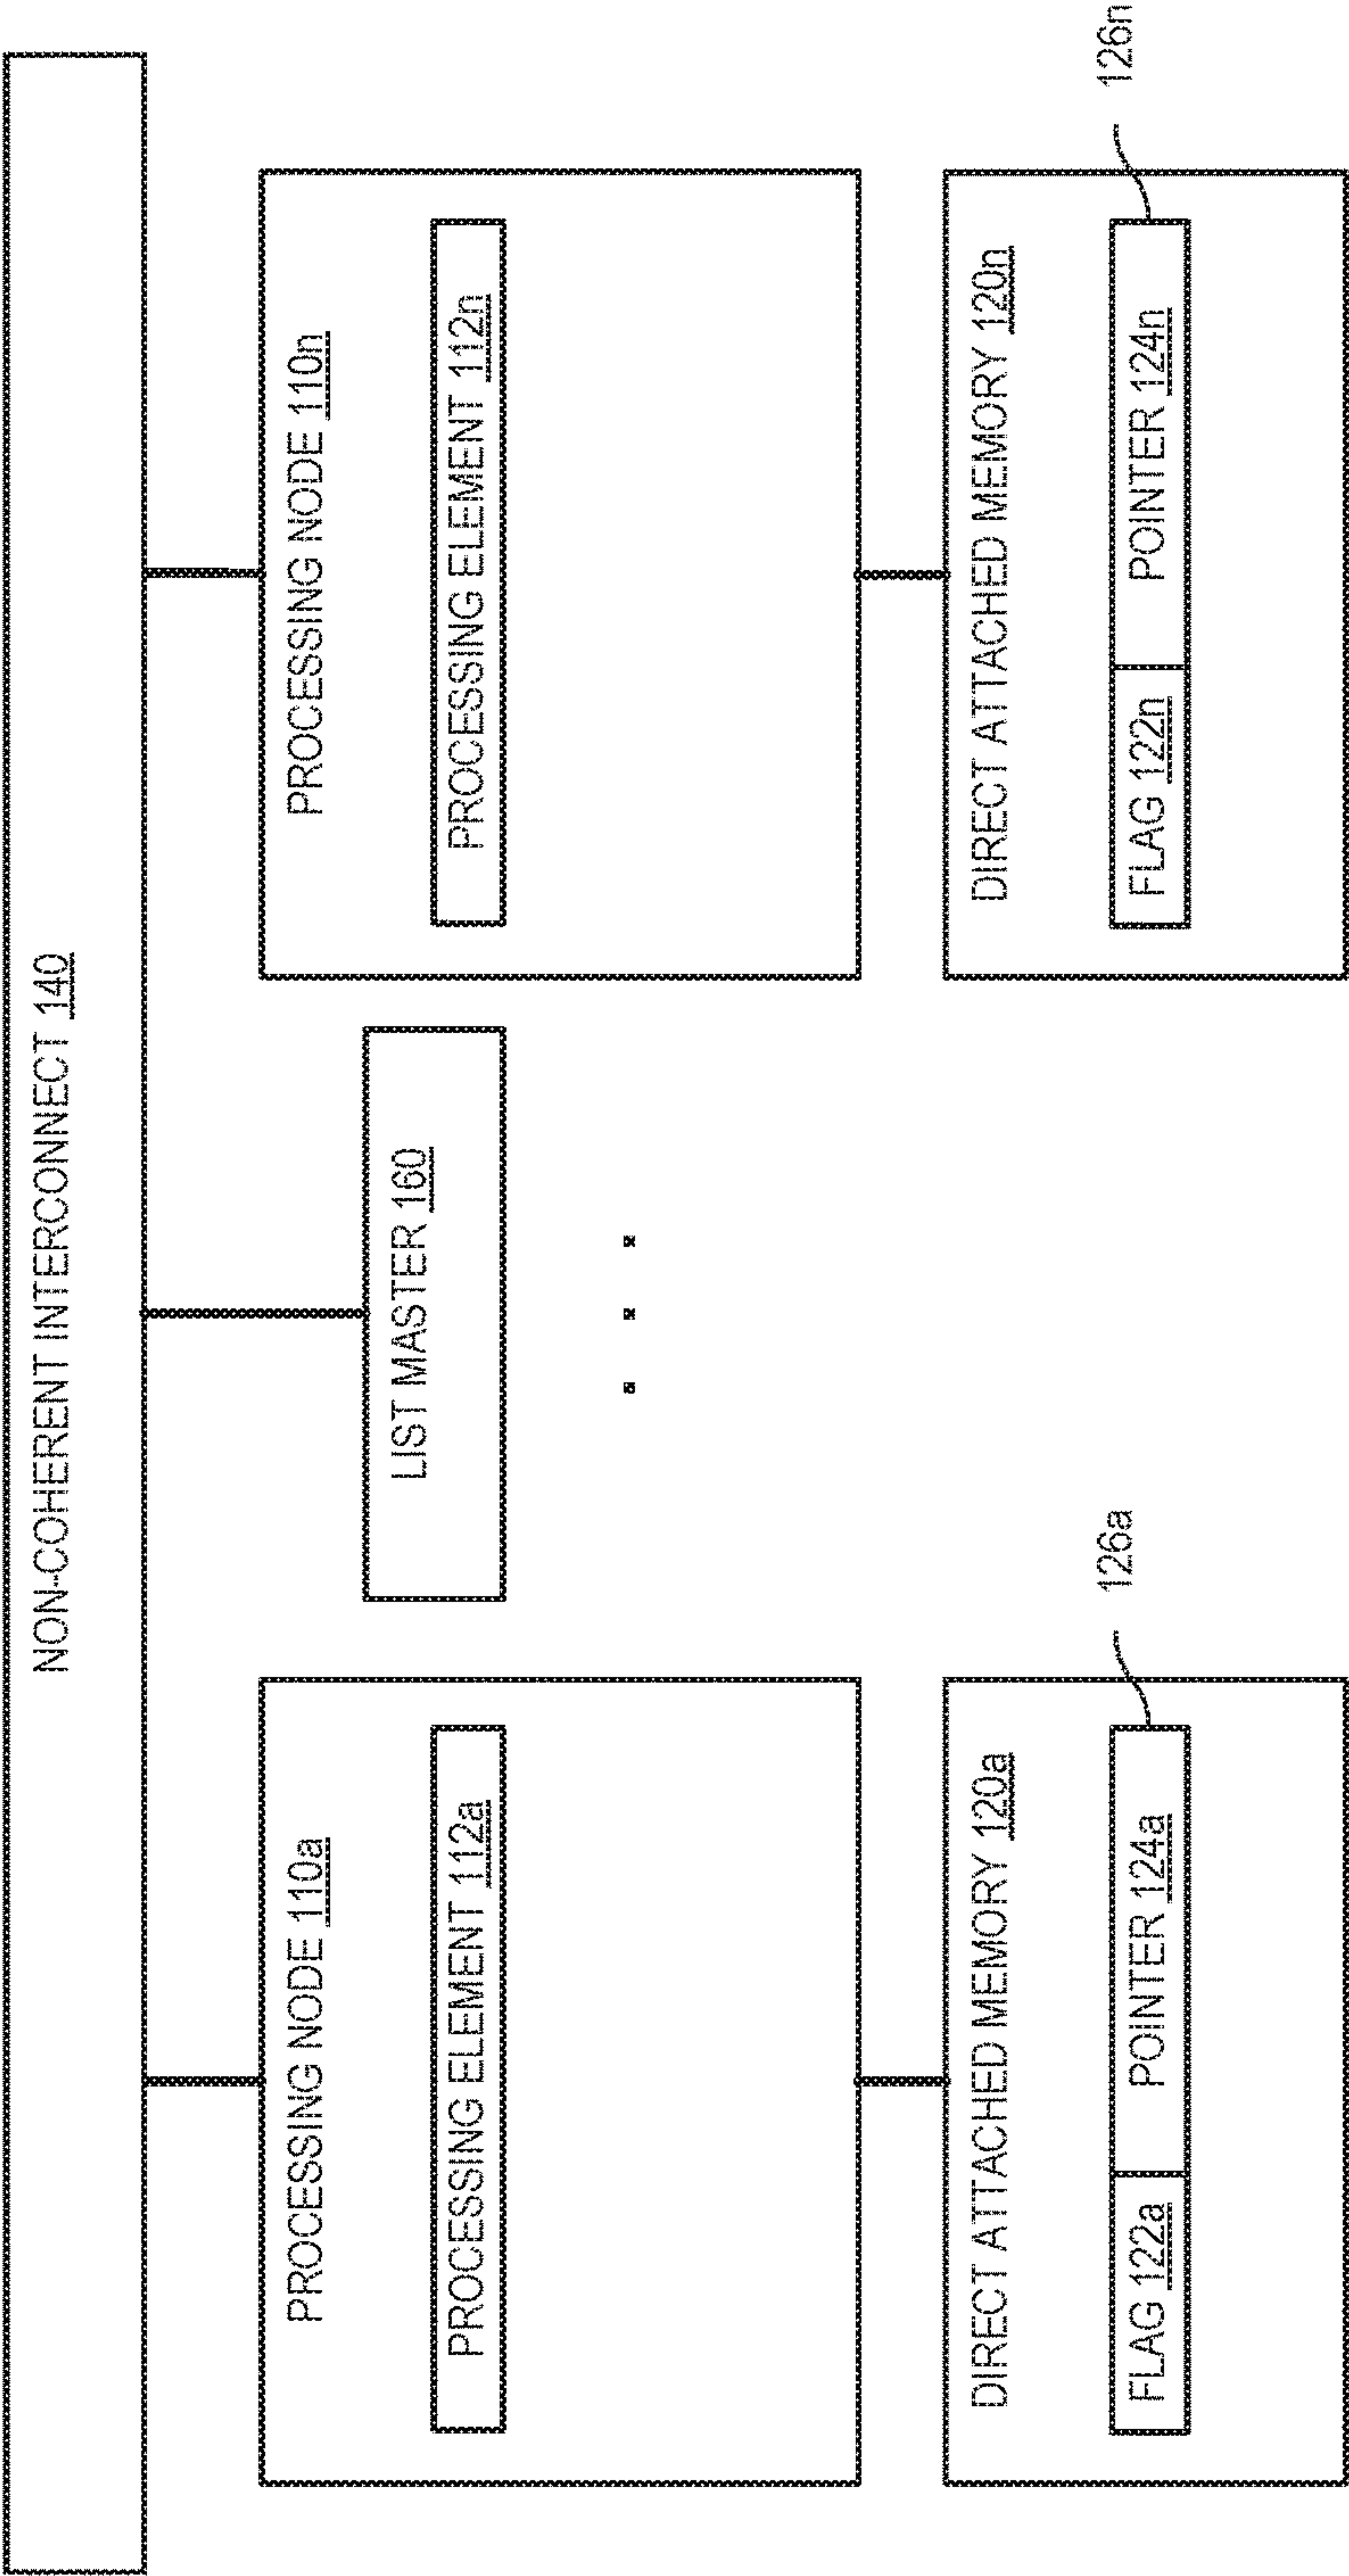 NON-COHERENT INTERCONNECT 140
PROCESSING NODE 110a
PROCESSING ELEMENT 112a
DIRECT ATTACHED MEMORY 120a
FLAG 122a
POINTER 124a
126a
LIST MASTER 160
. . .
PROCESSING NODE 110n
PROCESSING ELEMENT 112n
DIRECT ATTACHED MEMORY 120n
FLAG 122n
POINTER 124n
126n